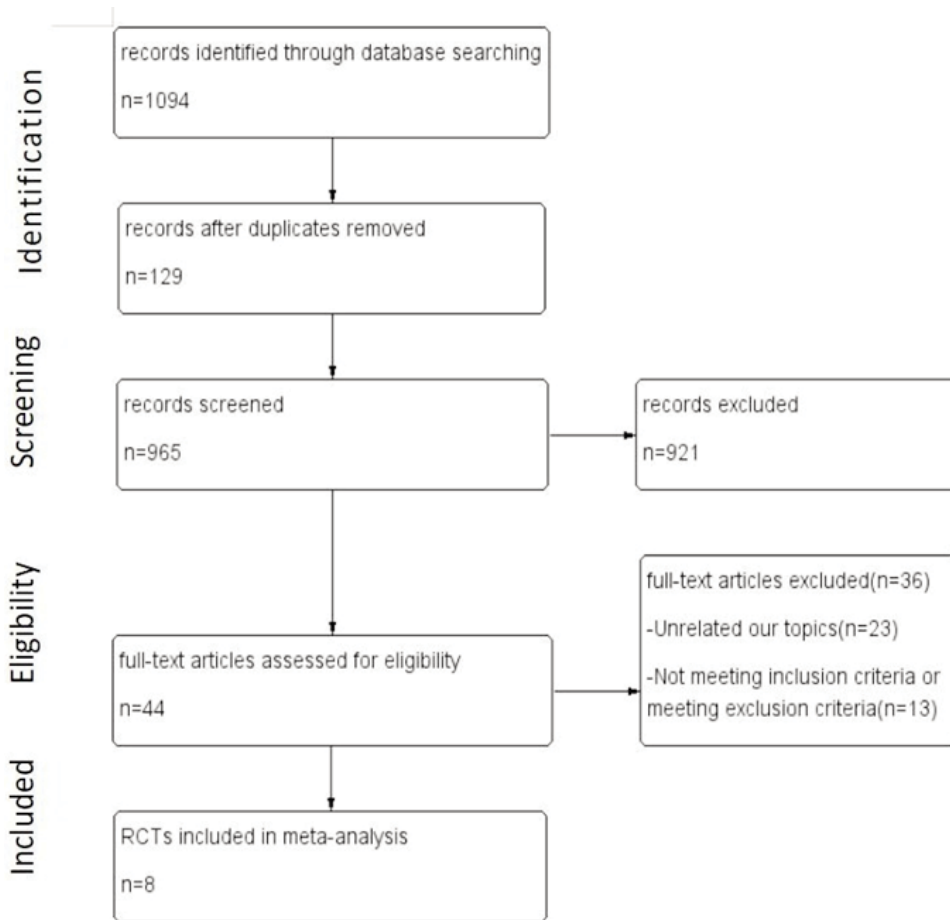 Identification
records identified through database searching
n=1094
records after duplicates removed
n=129
Screening
records screened
n=965
records excluded
n=921
Eligibility
full-text articles assessed for eligibility
n=44
full-text articles excluded(n=36)
-Unrelated our topics(n=23)
-Not meeting inclusion criteria or
meeting exclusion criteria(n=13)
Included
RCTs included in meta-analysis
n=8